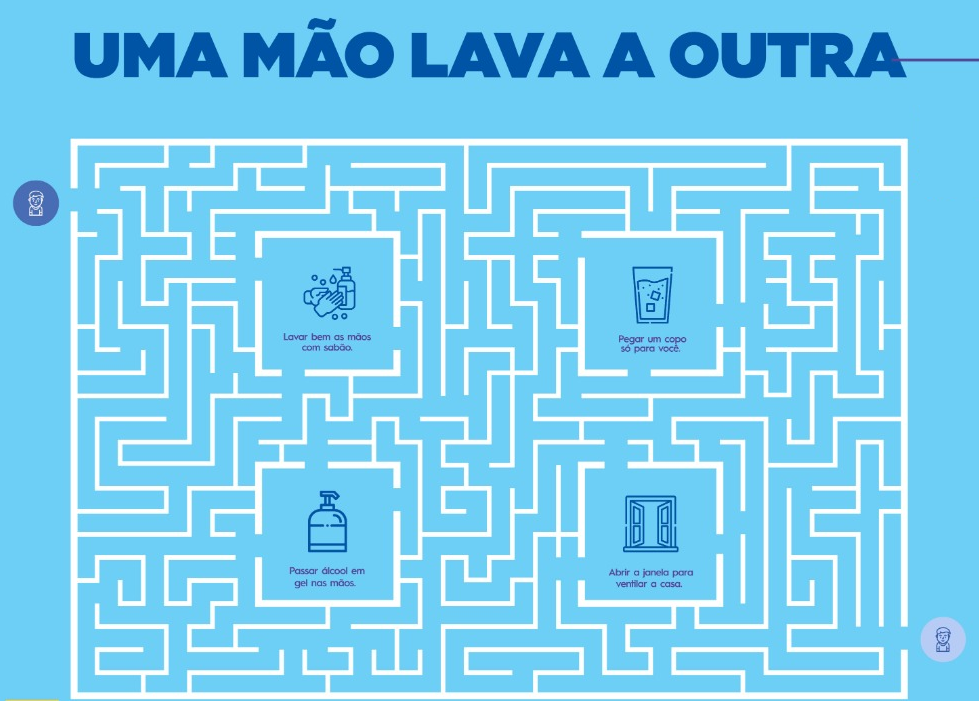 UMA MÃO LAVA A OUTRA
Lavar bem as mãos
com sabão.
Pegar um copo
só para você.
Passar álcool em
gel nas mãos.
Abrir a janela para
ventilar a casa.